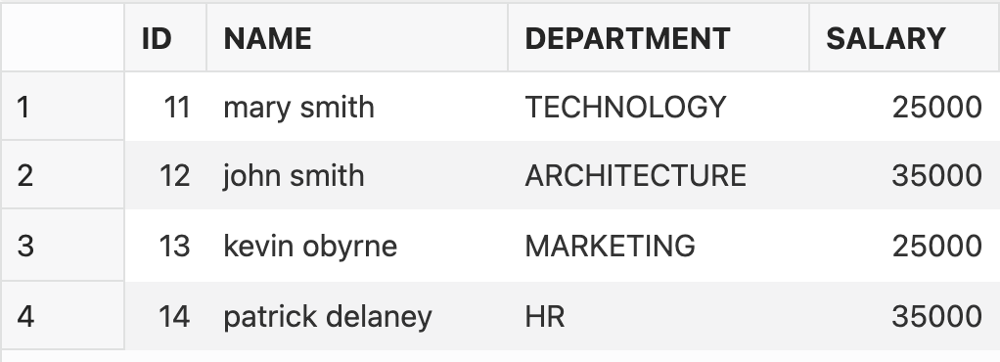 ID NAME DEPARTMENT SALARY
1 11 mary smith TECHNOLOGY 25000
2 12 john smith ARCHITECTURE 35000
3 13 kevin obyrne MARKETING 25000
4 14 patrick delaney HR 35000